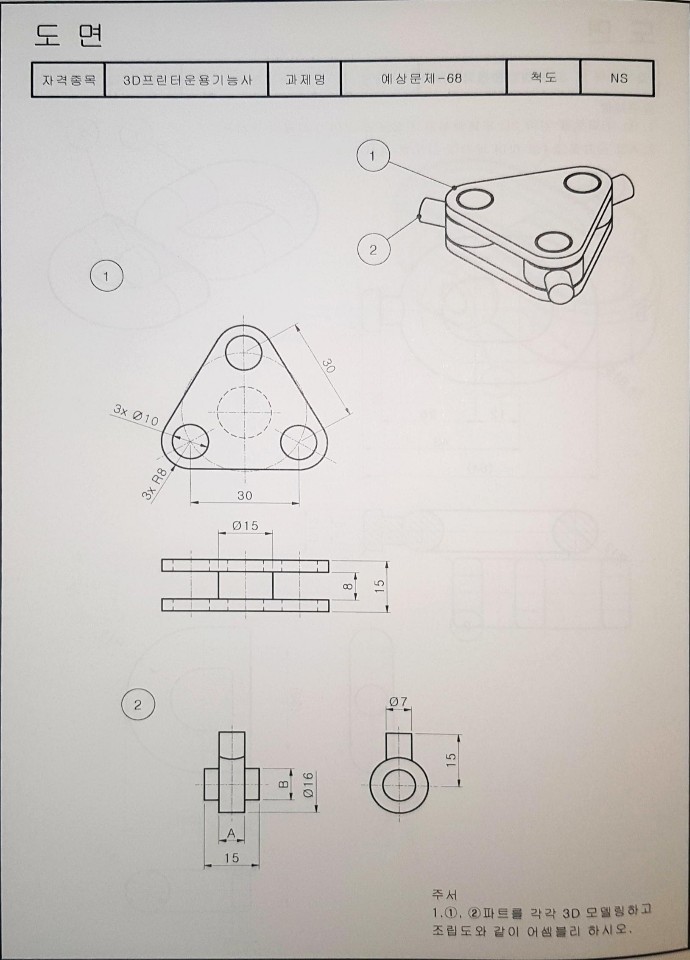 도 면
자격종목 3D프린터운용기능사 과제명 예상문제-68 척도 NS
1
2
1
30
3x Ø10
3x R8
30
Ø15
8
15
2
Ø7
15
B
Ø16
A
15
주서
1.①, ②파트를 각각 3D 모델링하고
조립도와 같이 어셈블리 하시오.